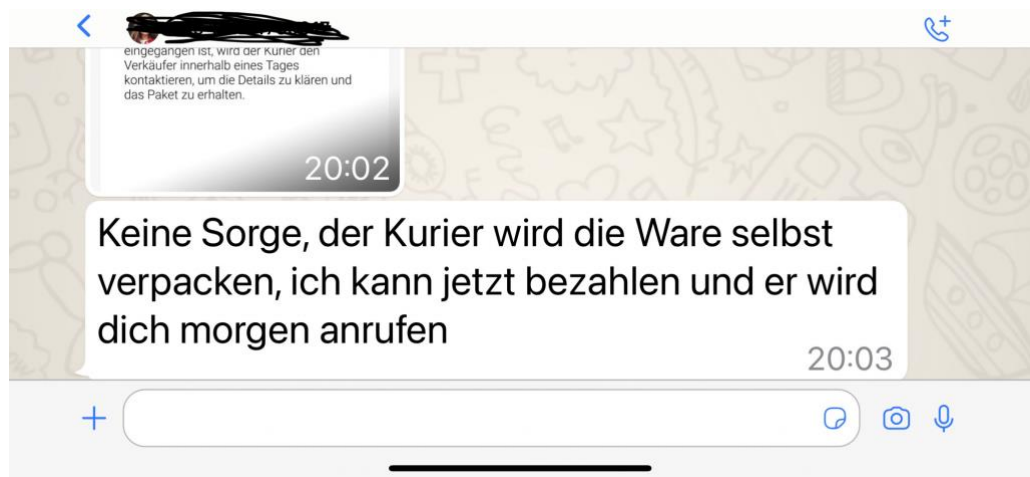 eingegangen ist, wird der Kurier den
Verkäufer innerhalb eines Tages
kontaktieren, um die Details zu klären und
das Paket zu erhalten.
20:02
Keine Sorge, der Kurier wird die Ware selbst
verpacken, ich kann jetzt bezahlen und er wird
dich morgen anrufen
20:03